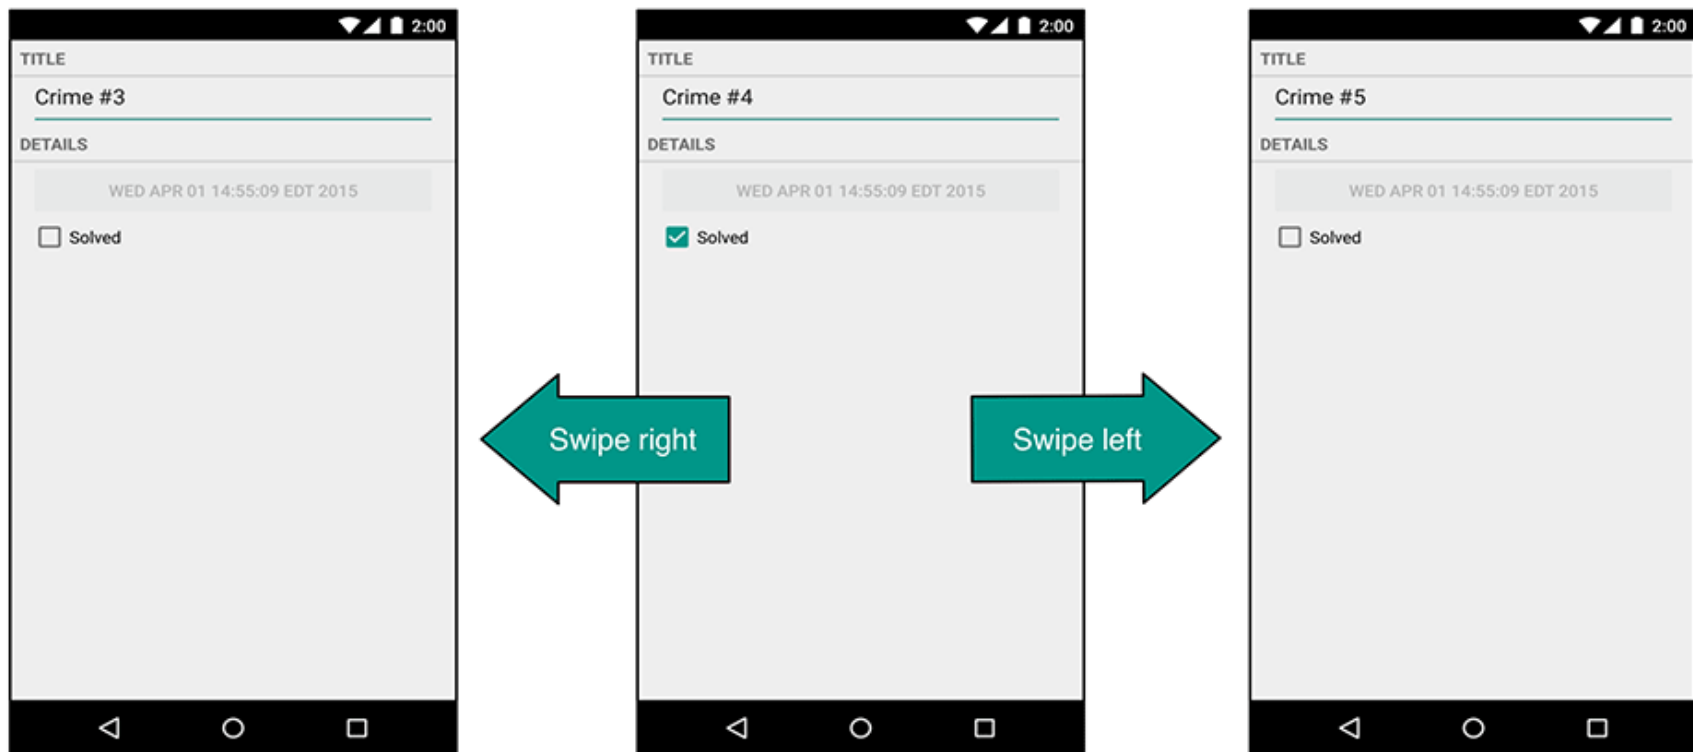 2:00
TITLE
Crime #3
DETAILS
WED APR 01 14:55:09 EDT 2015
Solved
Swipe right
2:00
TITLE
Crime #4
DETAILS
WED APR 01 14:55:09 EDT 2015
Solved
Swipe left
2:00
TITLE
Crime #5
DETAILS
WED APR 01 14:55:09 EDT 2015
Solved